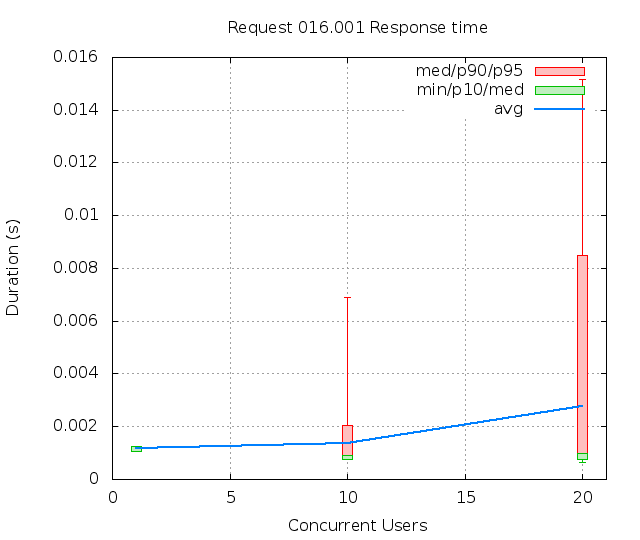 Request 016.001 Response time
0.016
0.014
0.012
0.01
0.008
0.006
0.004
0.002
0
Duration (s)
med/p90/p95
min/p10/med
avg
0 5 10 15 20
Concurrent Users